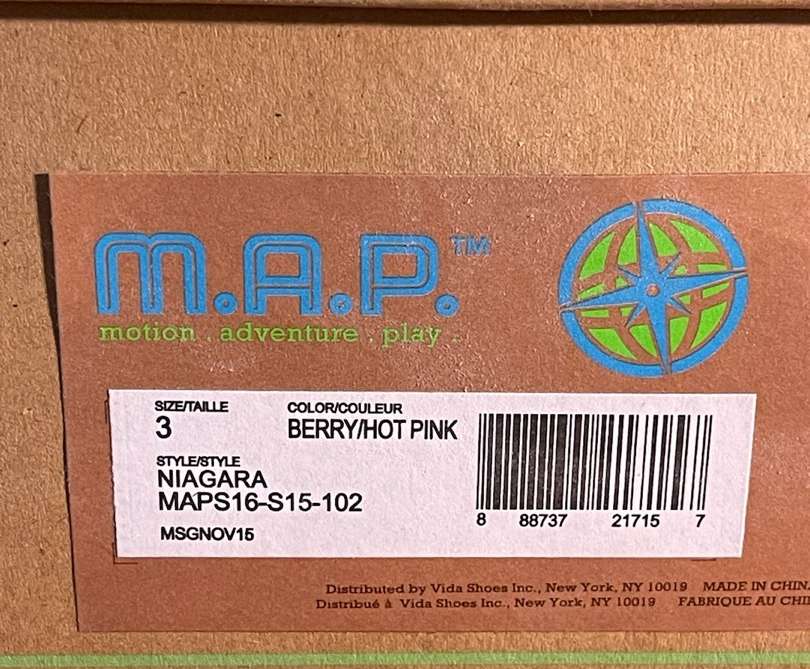 m.A.P.™
motion . adventure . play .
SIZE/TAILLE
3
COLOR/COULEUR
BERRY/HOT PINK
STYLE/STYLE
NIAGARA
MAPS16-S15-102
MSGNOV15
8 88737 21715 7
Distributed by Vida Shoes Inc., New York, NY 10019 MADE IN CHIN
Distribué à Vida Shoes Inc., New York, NY 10019 FABRIQUE AU CHI